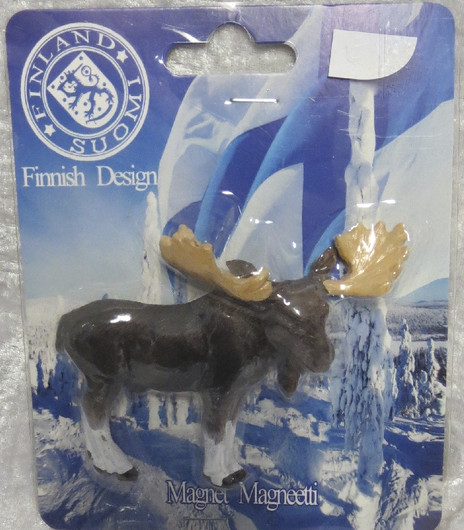 FINLAND
SUOMI
Finnish Design
Magnet Magneetti